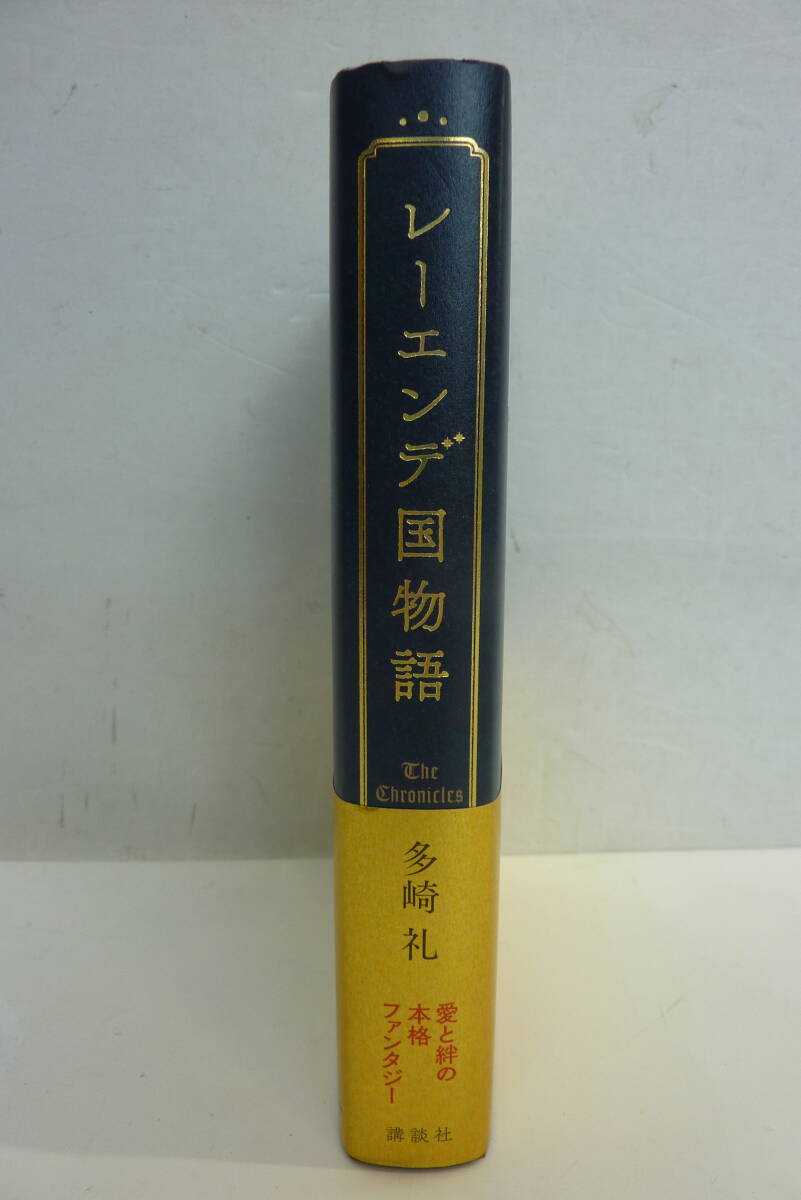 レーエンデ国物語
The
Chronicles
多崎礼
愛と絆の
本格
ファンタジー
講談社